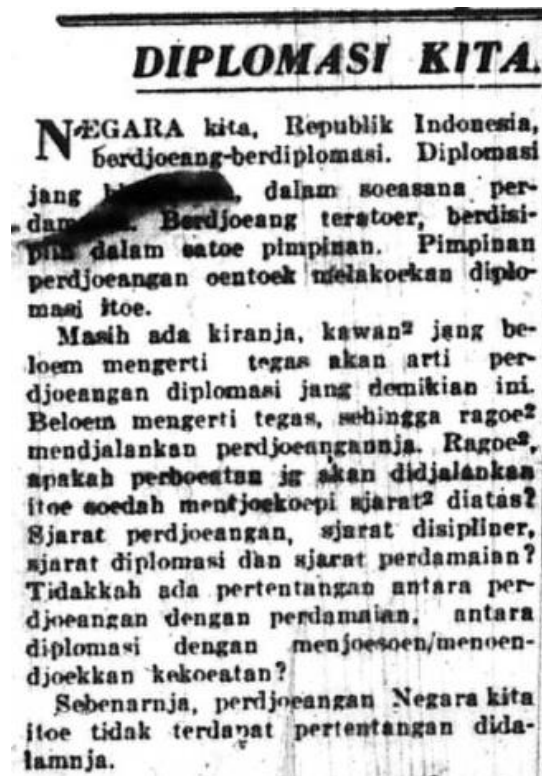 DIPLOMASI KITA.
NEGARA kita, Republik Indonesia,
berdjoeang-berdiplomasi. Diplomasi
jang dalam soeasana per-
Berdjoeang teratoer, berdisi-
plin dalam satoe pimpinan. Pimpinan
perdjoeangan oentoek melakoekan diplo-
masi itoe.
Masih ada kiranja, kawan² jang be-
loem mengerti tegas akan arti per-
djoeangan diplomasi jang demikian ini.
Beloem mengerti tegas, sehingga ragoe²
mendjalankan perdjoeangannja. Ragoe²,
apakah perboeatan jg akan didjalankan
itoe soedah mentjoekoepi sjarat² diatas?
Sjarat perdjoeangan, sjarat disipliner,
sjarat diplomasi dan sjarat perdamaian?
Tidakkah ada pertentangan antara per-
djoeangan dengan perdamaian, antara
diplomasi dengan menjoesoen/menoen-
djoekkan kekoeatan?
Sebenarnja, perdjoeangan Negara kita
itoe tidak terdapat pertentangan dida-
lamnja.